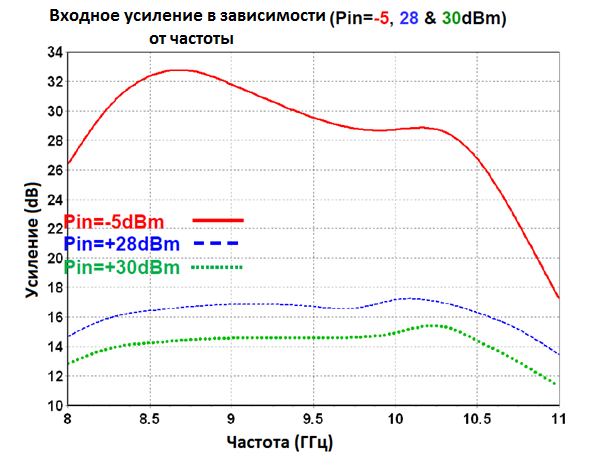 Входное усиление в зависимости (Pin=-5, 28 & 30dBm)
от частоты
34
32
30
28
26
24
22
20
18
16
14
12
10
Усиление (dB)
Pin=-5dBm
Pin=+28dBm
Pin=+30dBm
8 8.5 9 9.5 10 10.5 11
Частота (ГГц)